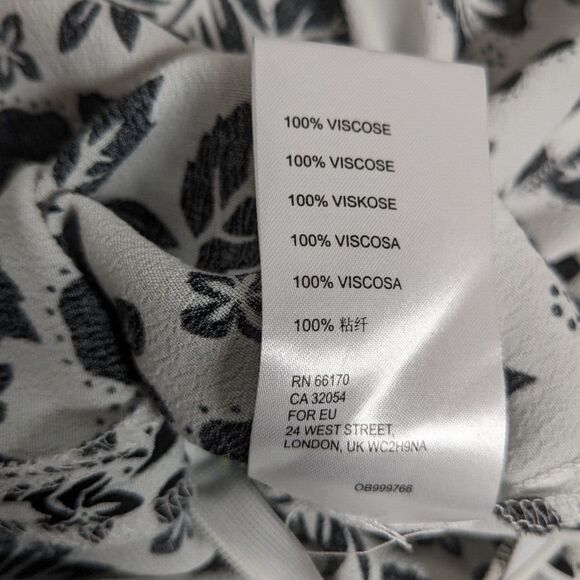 100% VISCOSE
100% VISCOSE
100% VISKOSE
100% VISCOSA
100% VISCOSA
100% 粘纤
RN 66170
CA 32054
FOR EU
24 WEST STREET,
LONDON, UK WC2H9NA
OB999766